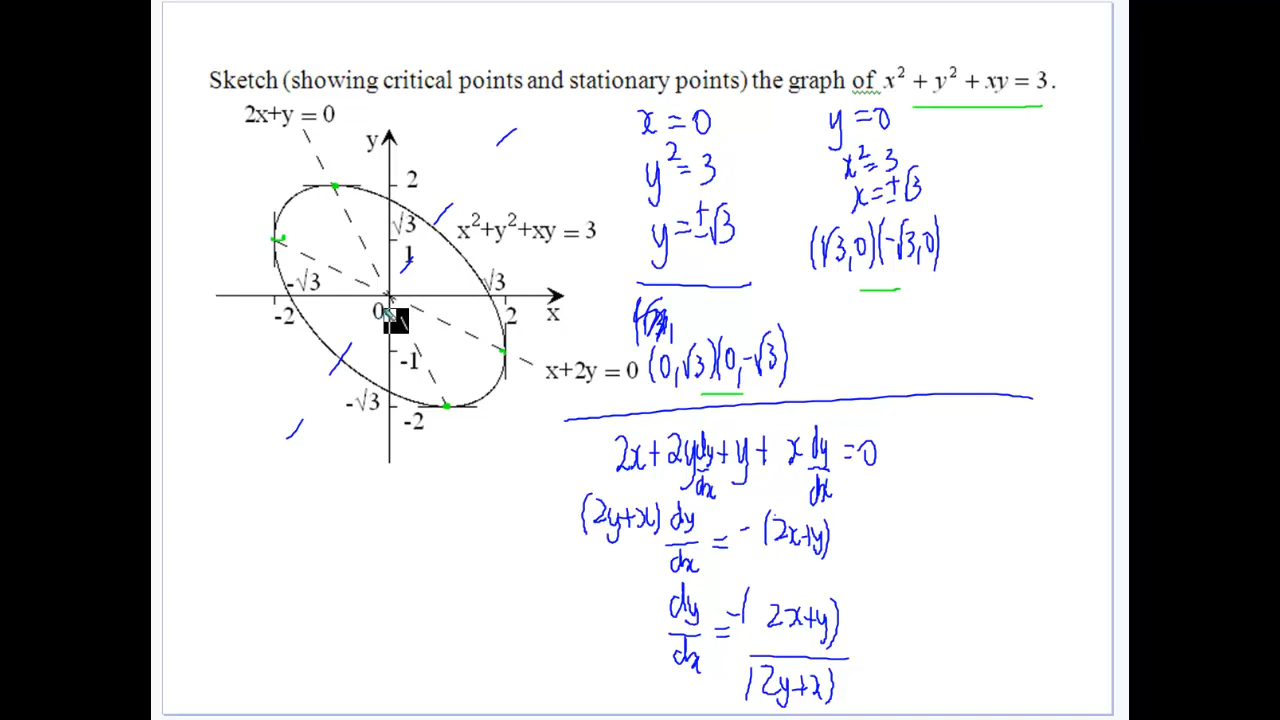 Sketch (showing critical points and stationary points) the graph of x² + y² + xy = 3.
2x+y = 0
y
2
√3
1
x²+y²+xy = 3
-√3
√3
-2
0
2
x
-1
x+2y = 0
-√3
-2
x = 0
y² = 3
y = ±√3
(0,√3)(0,-√3)
y = 0
x² = 3
x = ±√3
(√3,0)(-√3,0)
2x + 2y dy/dx + y + x dy/dx = 0
(2y+x) dy/dx = -(2x+y)
dy/dx = -(2x+y)/(2y+x)